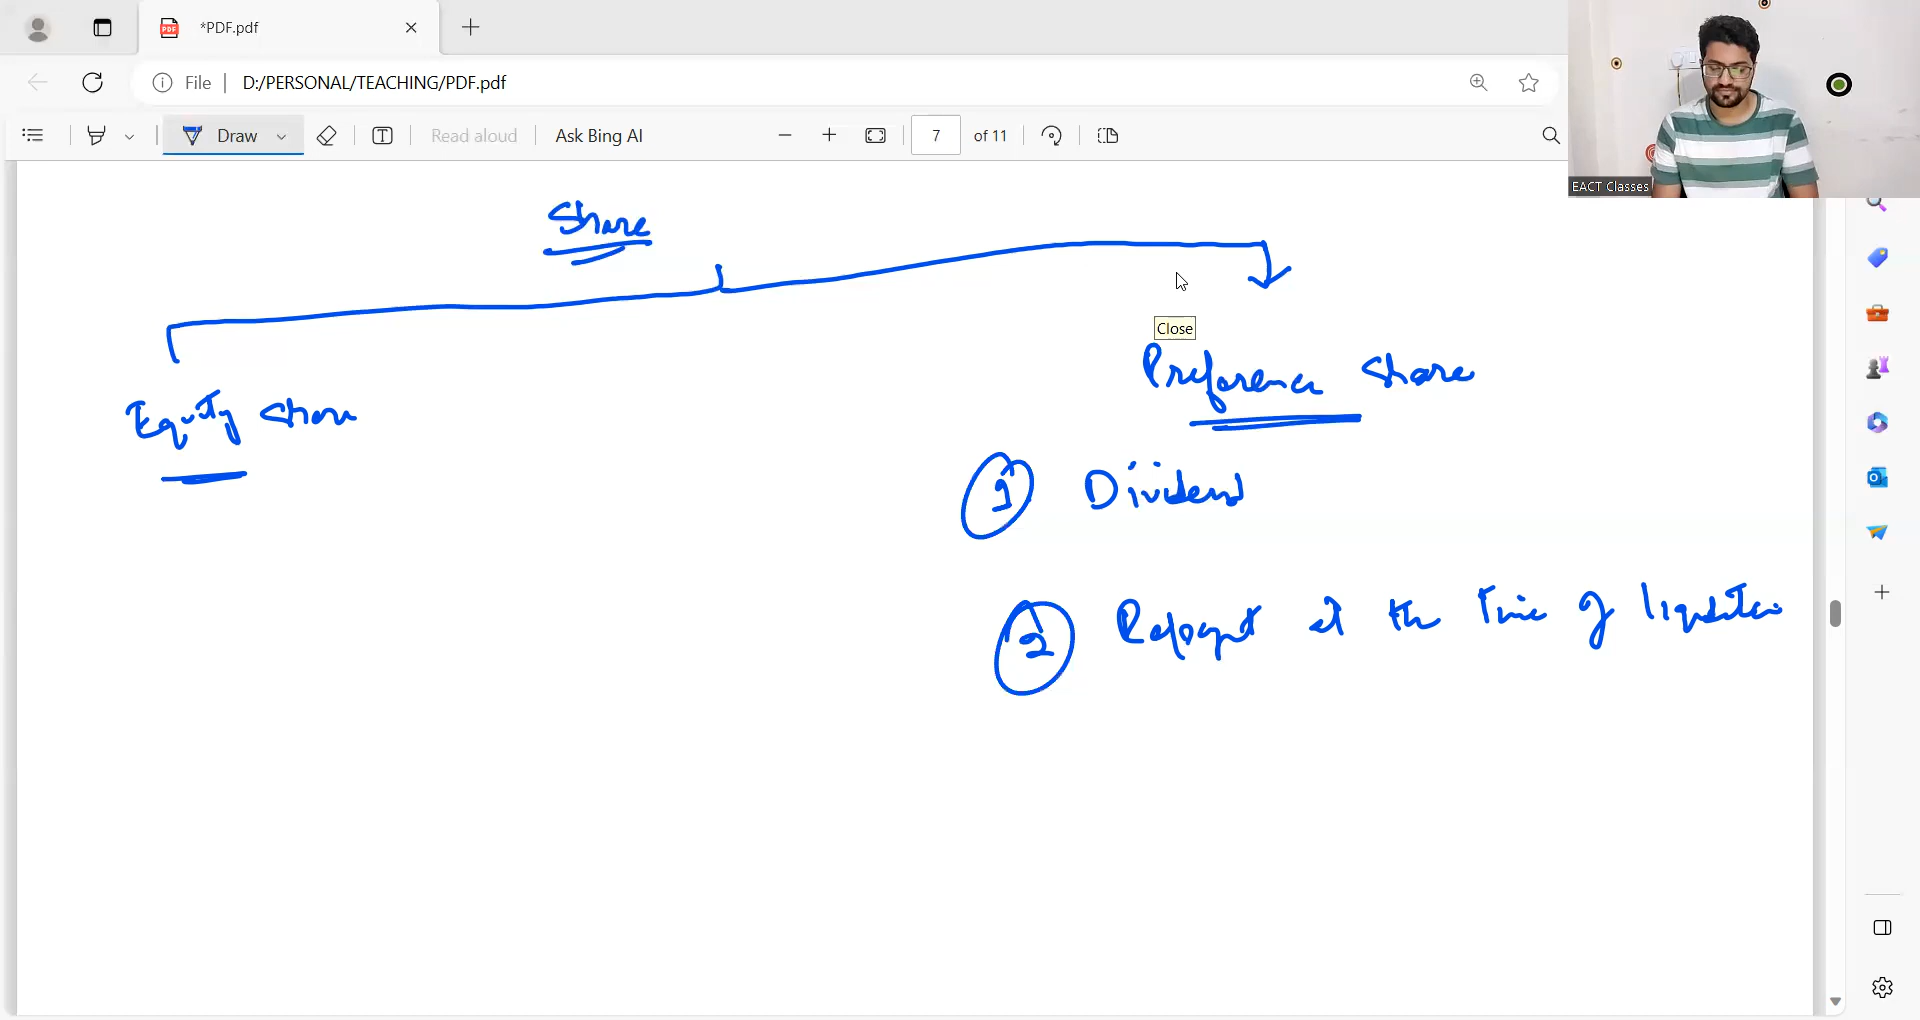 *PDF.pdf
File | D:/PERSONAL/TEACHING/PDF.pdf
Draw
Read aloud
Ask Bing AI
7 of 11
EACT Classes
Share
Close
Preference Share
Equity Share
1 Dividend
2 Repayment at the time of liquidation